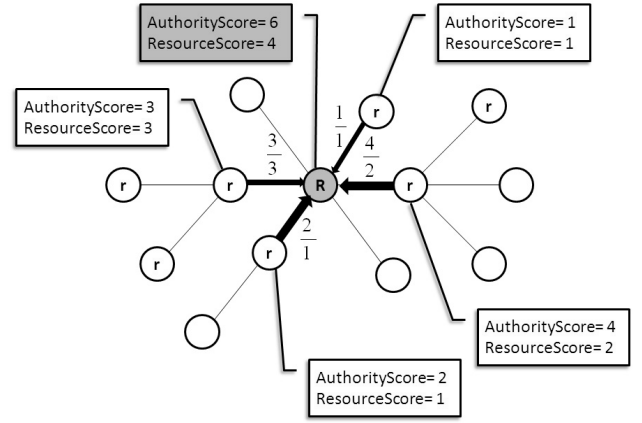 AuthorityScore= 6
ResourceScore= 4
AuthorityScore= 1
ResourceScore= 1
AuthorityScore= 3
ResourceScore= 3
r
r
1
1
3
3
4
2
r
r
R
r
2
1
r
r
AuthorityScore= 4
ResourceScore= 2
AuthorityScore= 2
ResourceScore= 1